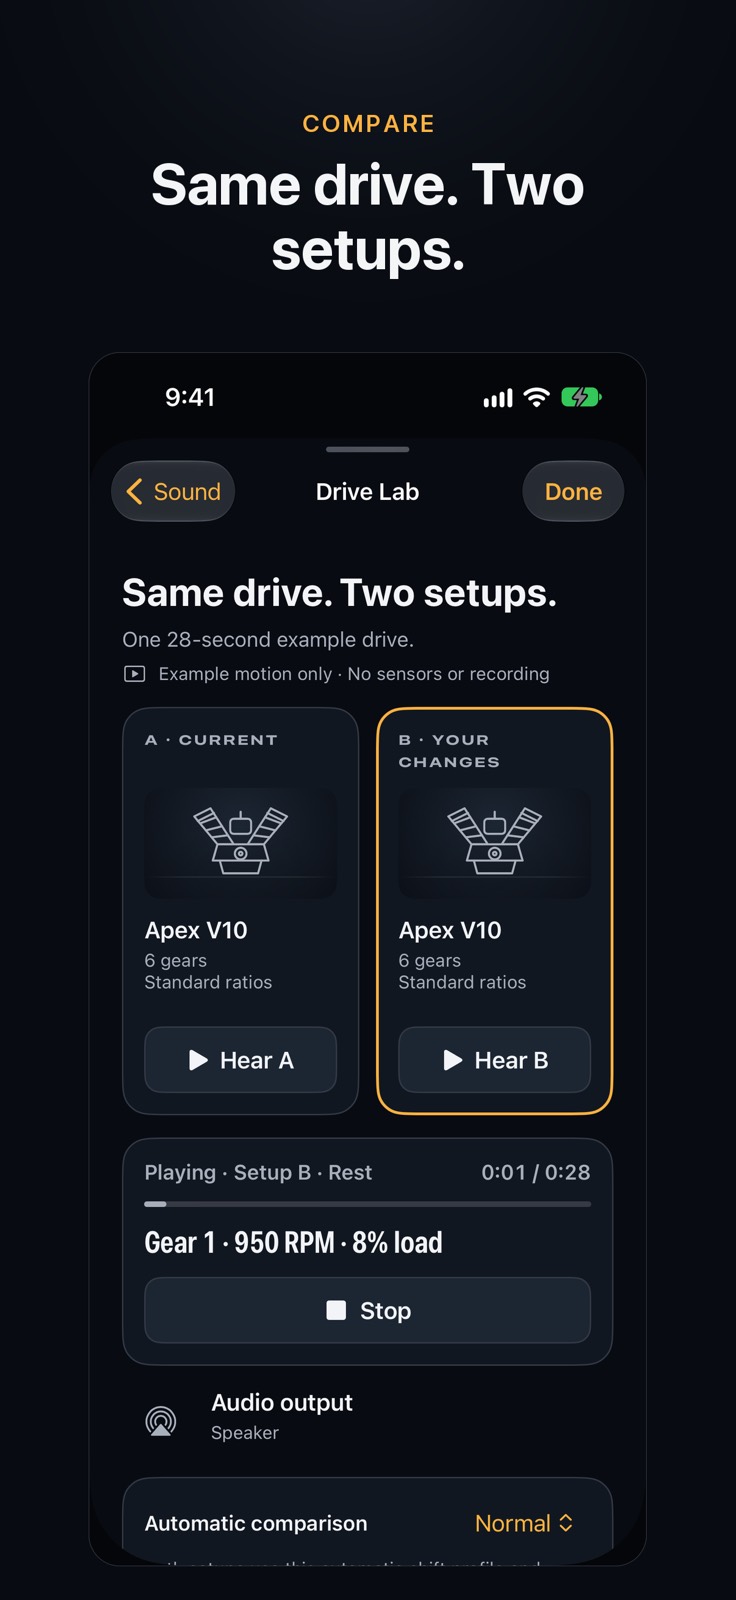 COMPARE
Same drive. Two
setups.
9:41
Sound
Drive Lab
Done
Same drive. Two setups.
One 28-second example drive.
Example motion only · No sensors or recording
A · CURRENT
Apex V10
6 gears
Standard ratios
Hear A
B · YOUR
CHANGES
Apex V10
6 gears
Standard ratios
Hear B
Playing · Setup B · Rest
0:01 / 0:28
Gear 1 · 950 RPM · 8% load
Stop
Audio output
Speaker
Automatic comparison
Normal